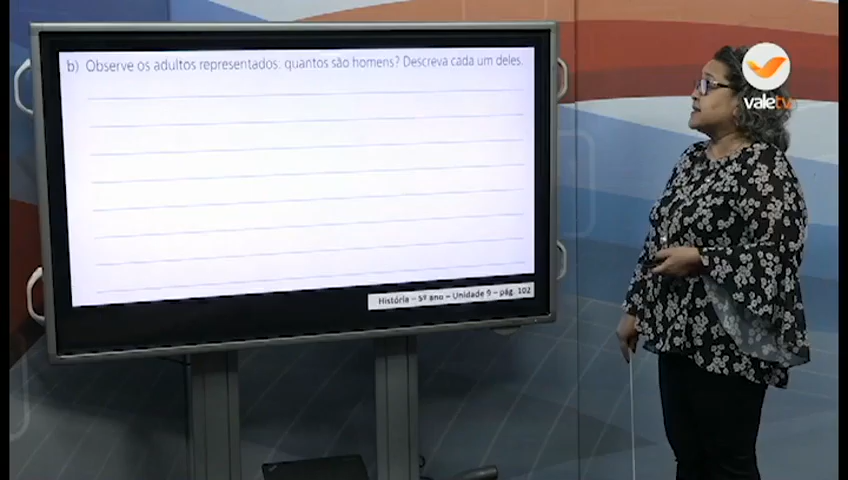 b) Observe os adultos representados, quantos são homens? Descreva cada um deles.
História – 5º ano – Unidade 9 – pág. 102
valetv